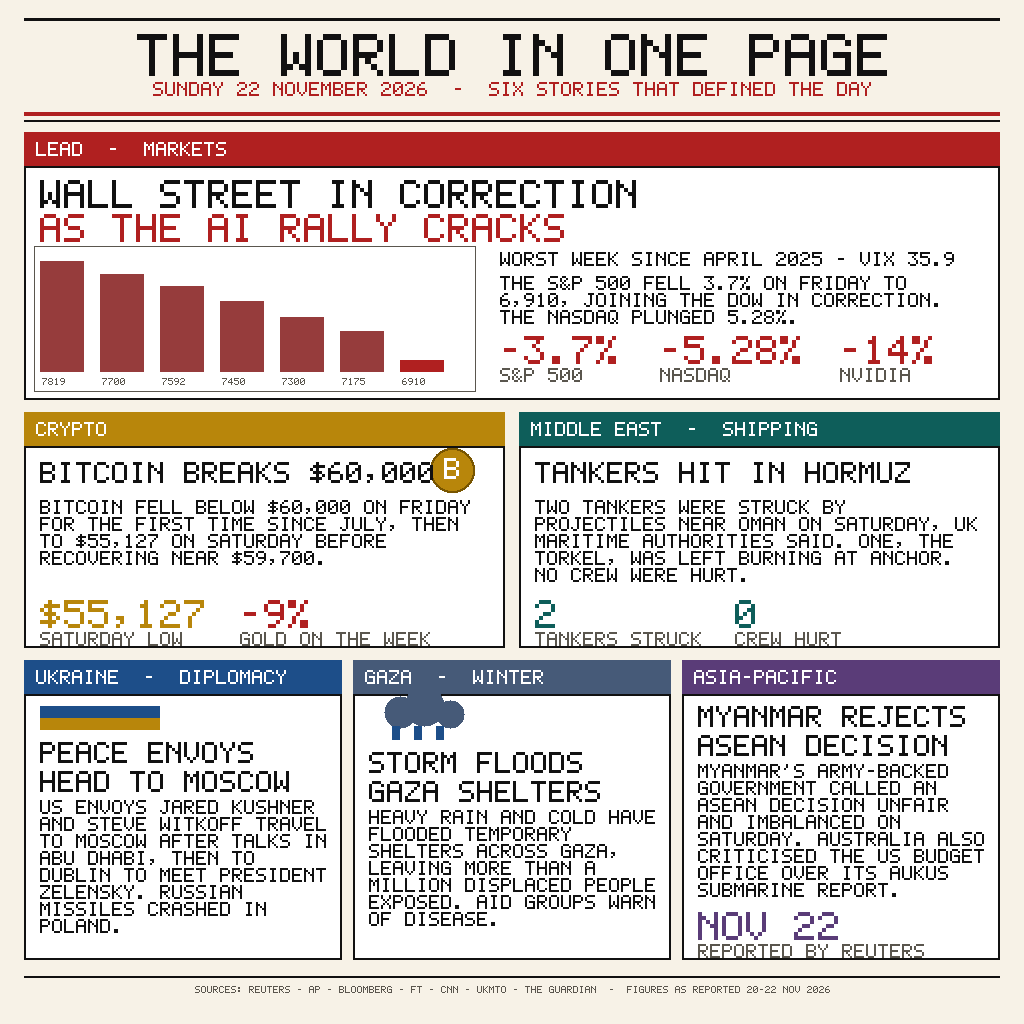 THE WORLD IN ONE PAGE
SUNDAY 22 NOVEMBER 2026 - SIX STORIES THAT DEFINED THE DAY
LEAD - MARKETS
WALL STREET IN CORRECTION
AS THE AI RALLY CRACKS
7819 7700 7592 7450 7300 7175 6910
WORST WEEK SINCE APRIL 2025 - VIX 35.9
THE S&P 500 FELL 3.7% ON FRIDAY TO
6,910, JOINING THE DOW IN CORRECTION.
THE NASDAQ PLUNGED 5.28%.
-3.7% -5.28% -14%
S&P 500 NASDAQ NVIDIA
CRYPTO
BITCOIN BREAKS $60,000
B
BITCOIN FELL BELOW $60,000 ON FRIDAY
FOR THE FIRST TIME SINCE JULY, THEN
TO $55,127 ON SATURDAY BEFORE
RECOVERING NEAR $59,700.
$55,127 -9%
SATURDAY LOW GOLD ON THE WEEK
MIDDLE EAST - SHIPPING
TANKERS HIT IN HORMUZ
TWO TANKERS WERE STRUCK BY
PROJECTILES NEAR OMAN ON SATURDAY, UK
MARITIME AUTHORITIES SAID. ONE, THE
TORKEL, WAS LEFT BURNING AT ANCHOR.
NO CREW WERE HURT.
2 0
TANKERS STRUCK CREW HURT
UKRAINE - DIPLOMACY
PEACE ENVOYS
HEAD TO MOSCOW
US ENVOYS JARED KUSHNER
AND STEVE WITKOFF TRAVEL
TO MOSCOW AFTER TALKS IN
ABU DHABI, THEN TO
DUBLIN TO MEET PRESIDENT
ZELENSKY. RUSSIAN
MISSILES CRASHED IN
POLAND.
GAZA - WINTER
STORM FLOODS
GAZA SHELTERS
HEAVY RAIN AND COLD HAVE
FLOODED TEMPORARY
SHELTERS ACROSS GAZA,
LEAVING MORE THAN A
MILLION DISPLACED PEOPLE
EXPOSED. AID GROUPS WARN
OF DISEASE.
ASIA-PACIFIC
MYANMAR REJECTS
ASEAN DECISION
MYANMAR'S ARMY-BACKED
GOVERNMENT CALLED AN
ASEAN DECISION UNFAIR
AND IMBALANCED ON
SATURDAY. AUSTRALIA ALSO
CRITICISED THE US BUDGET
OFFICE OVER ITS AUKUS
SUBMARINE REPORT.
NOV 22
REPORTED BY REUTERS
SOURCES: REUTERS - AP - BLOOMBERG - FT - CNN - UKMTO - THE GUARDIAN - FIGURES AS REPORTED 20-22 NOV 2026